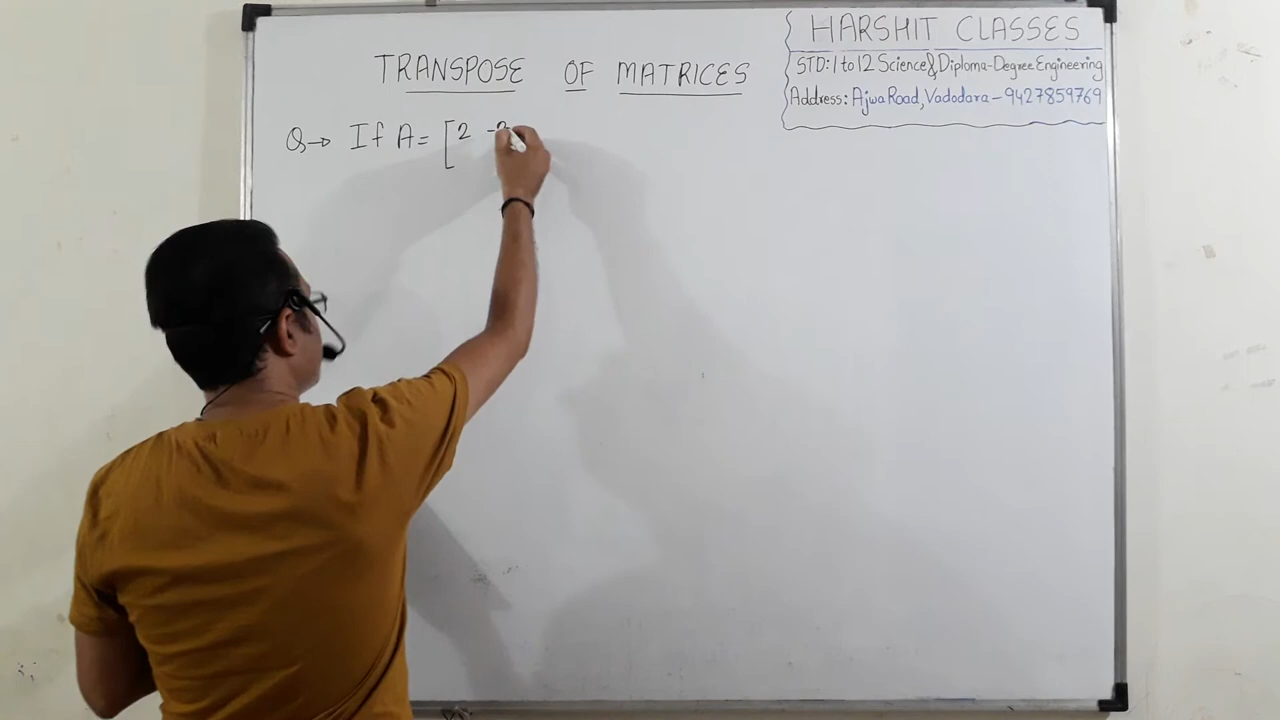 HARSHIT CLASSES
STD: 1 to 12 Science & Diploma-Degree Engineering
Address: Ajwa Road, Vadodara - 9427859769
TRANSPOSE OF MATRICES
Q→ If A = [2